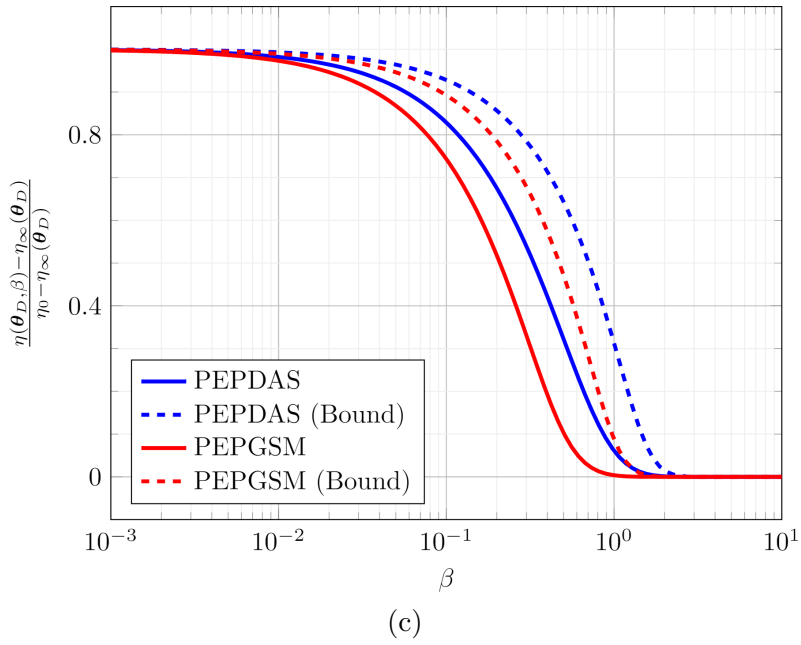 0.8
0.4
0
η(θ_D,β)−η_∞(θ_D)
η_0−η_∞(θ_D)
PEPDAS
PEPDAS (Bound)
PEPGSM
PEPGSM (Bound)
10^−3 10^−2 10^−1 10^0 10^1
β
(c)